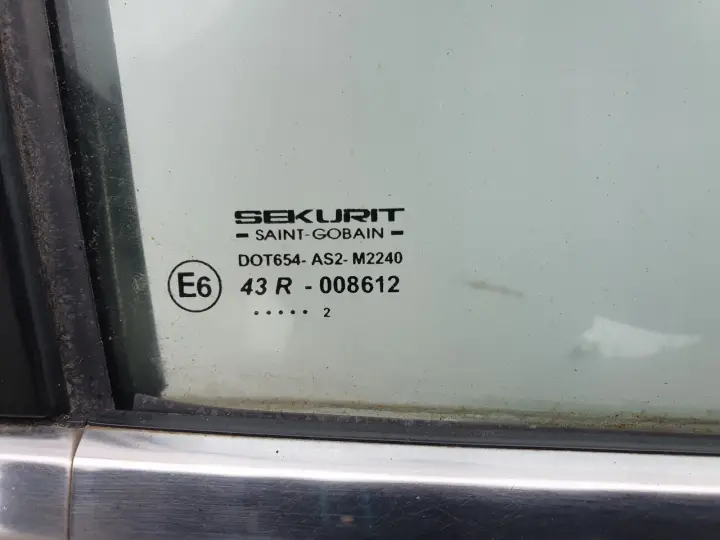 SEKURIT
- SAINT-GOBAIN -
DOT654- AS2- M2240
E6 43 R - 008612
..... 2